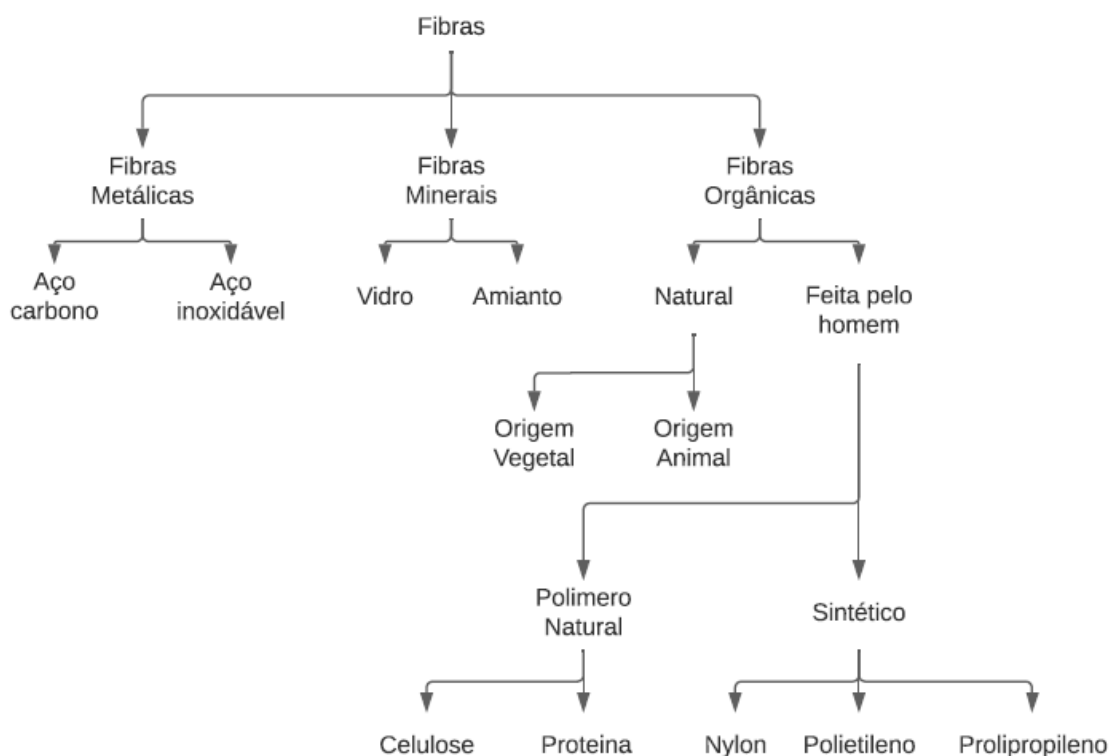 Fibras
Fibras
Metálicas
Fibras
Minerais
Fibras
Orgânicas
Aço
carbono
Aço
inoxidável
Vidro
Amianto
Natural
Feita pelo
homem
Origem
Vegetal
Origem
Animal
Polimero
Natural
Sintético
Celulose
Proteina
Nylon
Polietileno
Prolipropileno